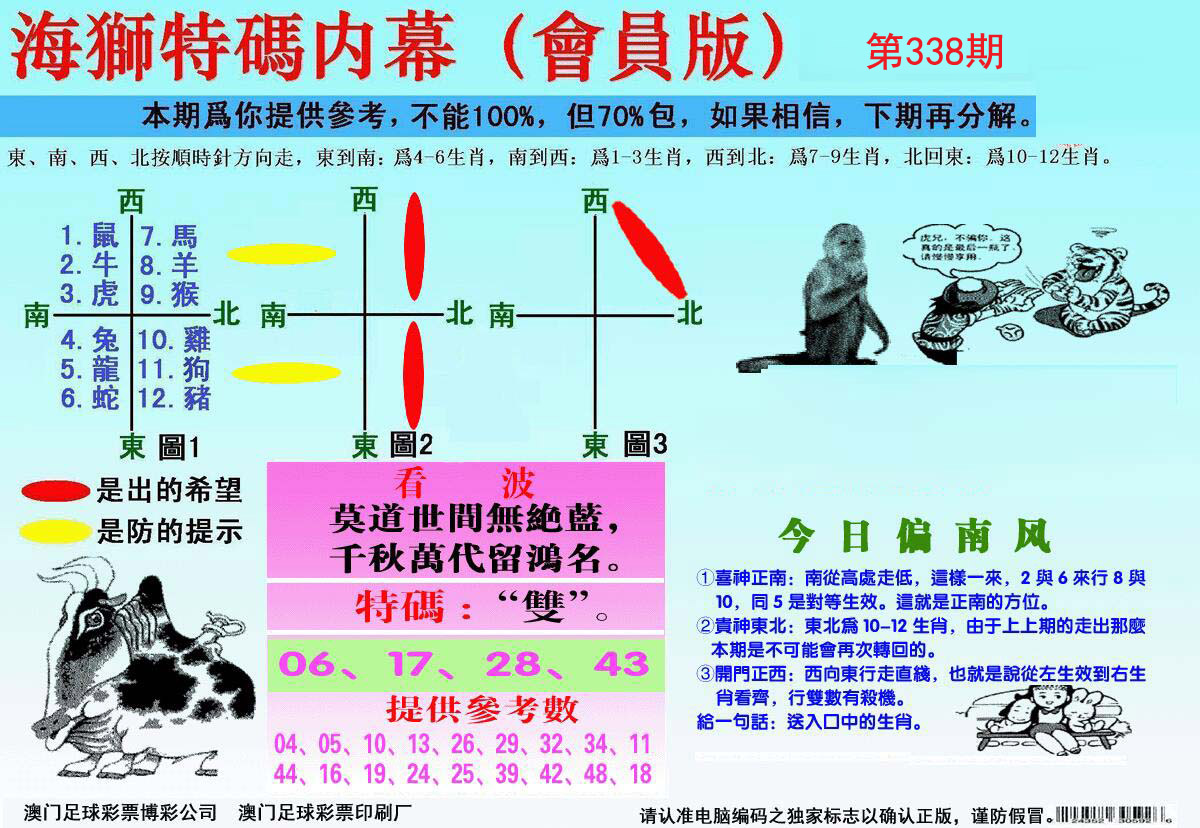 海獅特碼内幕（會員版）
第338期
本期爲你提供參考，不能100%，但70%包，如果相信，下期再分解。
東、南、西、北按順時針方向走，東到南：爲4-6生肖，南到西：爲1-3生肖，西到北：爲7-9生肖，北回東：爲10-12生肖。
西
1. 鼠 7. 馬
2. 牛 8. 羊
3. 虎 9. 猴
南 北
4. 兔 10. 雞
5. 龍 11. 狗
6. 蛇 12. 豬
東 圖1
西
南 北
東 圖2
西
南 北
東 圖3
虎兄，不骗你，这
真的是最后一瓶了，
请慢慢享用
是出的希望
是防的提示
看 波
莫道世間無絶藍，
千秋萬代留鴻名。
特碼：“雙”。
06、17、28、43
提供參考數
04、05、10、13、26、29、32、34、11
44、16、19、24、25、39、42、48、18
今日偏南风
①喜神正南：南從高處走低，這樣一來，2 與 6 來行 8 與
10，同 5 是對等生效。這就是正南的方位。
②貴神東北：東北爲 10-12 生肖，由于上上期的走出那麽
本期是不可能會再次轉回的。
③開門正西：西向東行走直綫，也就是說從左生效到右生
肖看齊，行雙數有殺機。
給一句話：送入口中的生肖。
澳门足球彩票博彩公司 澳门足球彩票印刷厂
请认准电脑编码之独家标志以确认正版，谨防假冒。
24352 30592 6